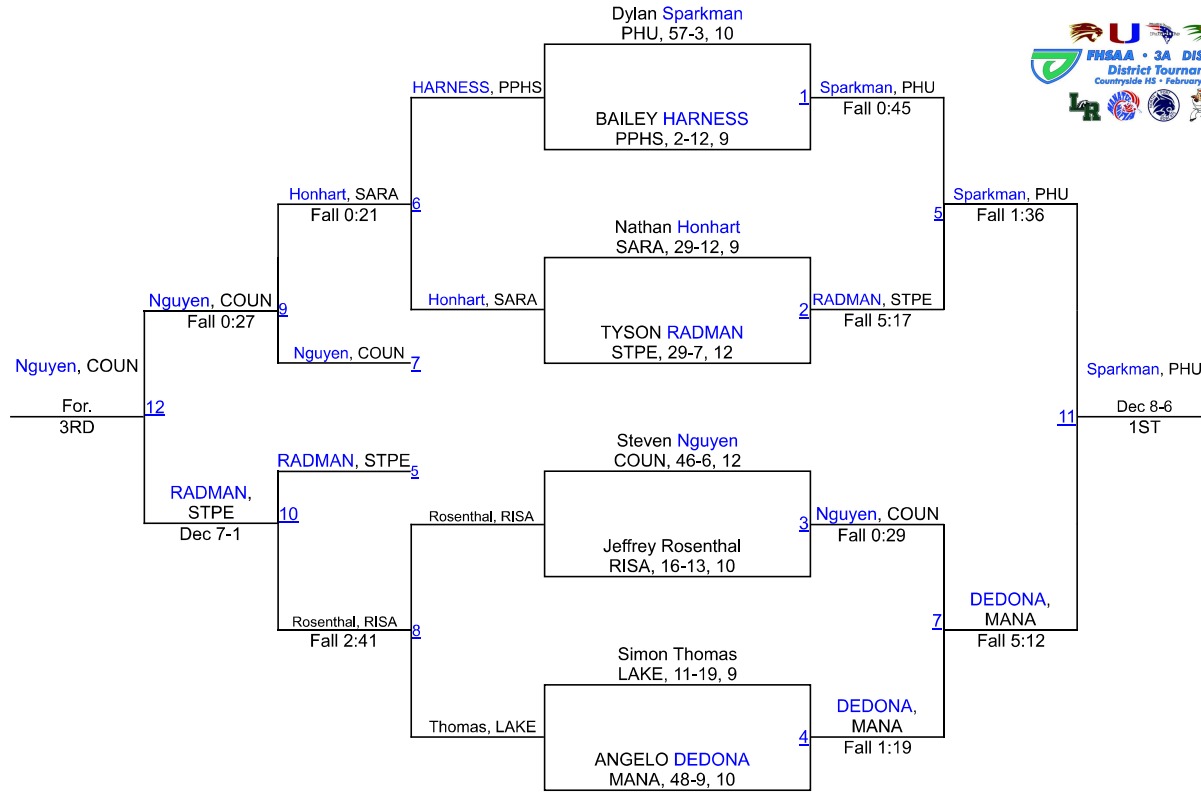 Dylan Sparkman
PHU, 57-3, 10
FHSAA • 3A DIS
District Tournam
Countryside HS • February
LR
HARNESS, PPHS
1
Sparkman, PHU
Fall 0:45
BAILEY HARNESS
PPHS, 2-12, 9
Honhart, SARA
Fall 0:21
6
Sparkman, PHU
Fall 1:36
5
Nathan Honhart
SARA, 29-12, 9
Nguyen, COUN
Fall 0:27
9
Honhart, SARA
2
RADMAN, STPE
Fall 5:17
TYSON RADMAN
STPE, 29-7, 12
Nguyen, COUN
7
Nguyen, COUN
For.
3RD
12
Sparkman, PHU
Dec 8-6
1ST
11
Steven Nguyen
COUN, 46-6, 12
RADMAN, STPE
5
RADMAN,
STPE
Dec 7-1
10
Rosenthal, RISA
3
Nguyen, COUN
Fall 0:29
Jeffrey Rosenthal
RISA, 16-13, 10
Rosenthal, RISA
Fall 2:41
8
7
DEDONA,
MANA
Fall 5:12
Simon Thomas
LAKE, 11-19, 9
Thomas, LAKE
4
DEDONA,
MANA
Fall 1:19
ANGELO DEDONA
MANA, 48-9, 10